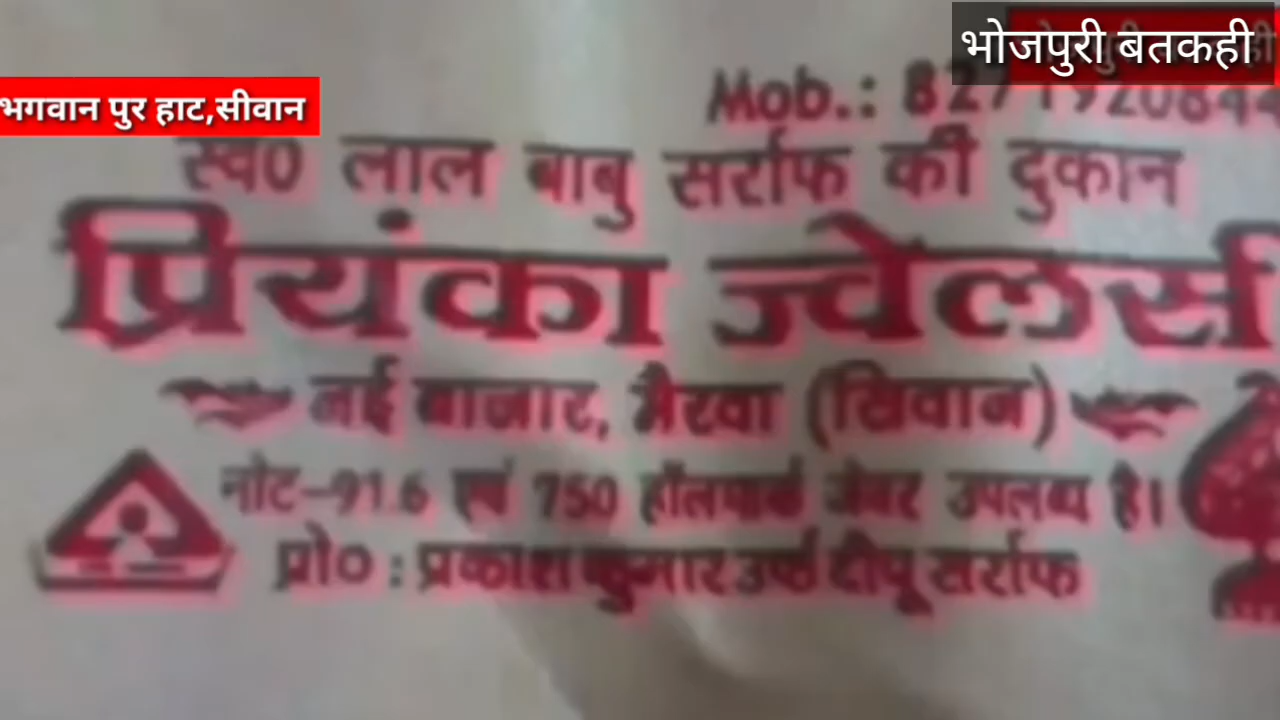 भोजपुरी बतकही
भगवान पुर हाट,सीवान
Mob.:
स्व0 लाल बाबु सर्राफ की दुकान
प्रियंका ज्वेलर्स
नई बाजार, मैरवा (सिवान)
नोट–91.6 एवं 750 हॉलमार्क जेवर उपलब्ध है।
प्रो० : प्रकाश कुमार उर्फ दीपू सर्राफ